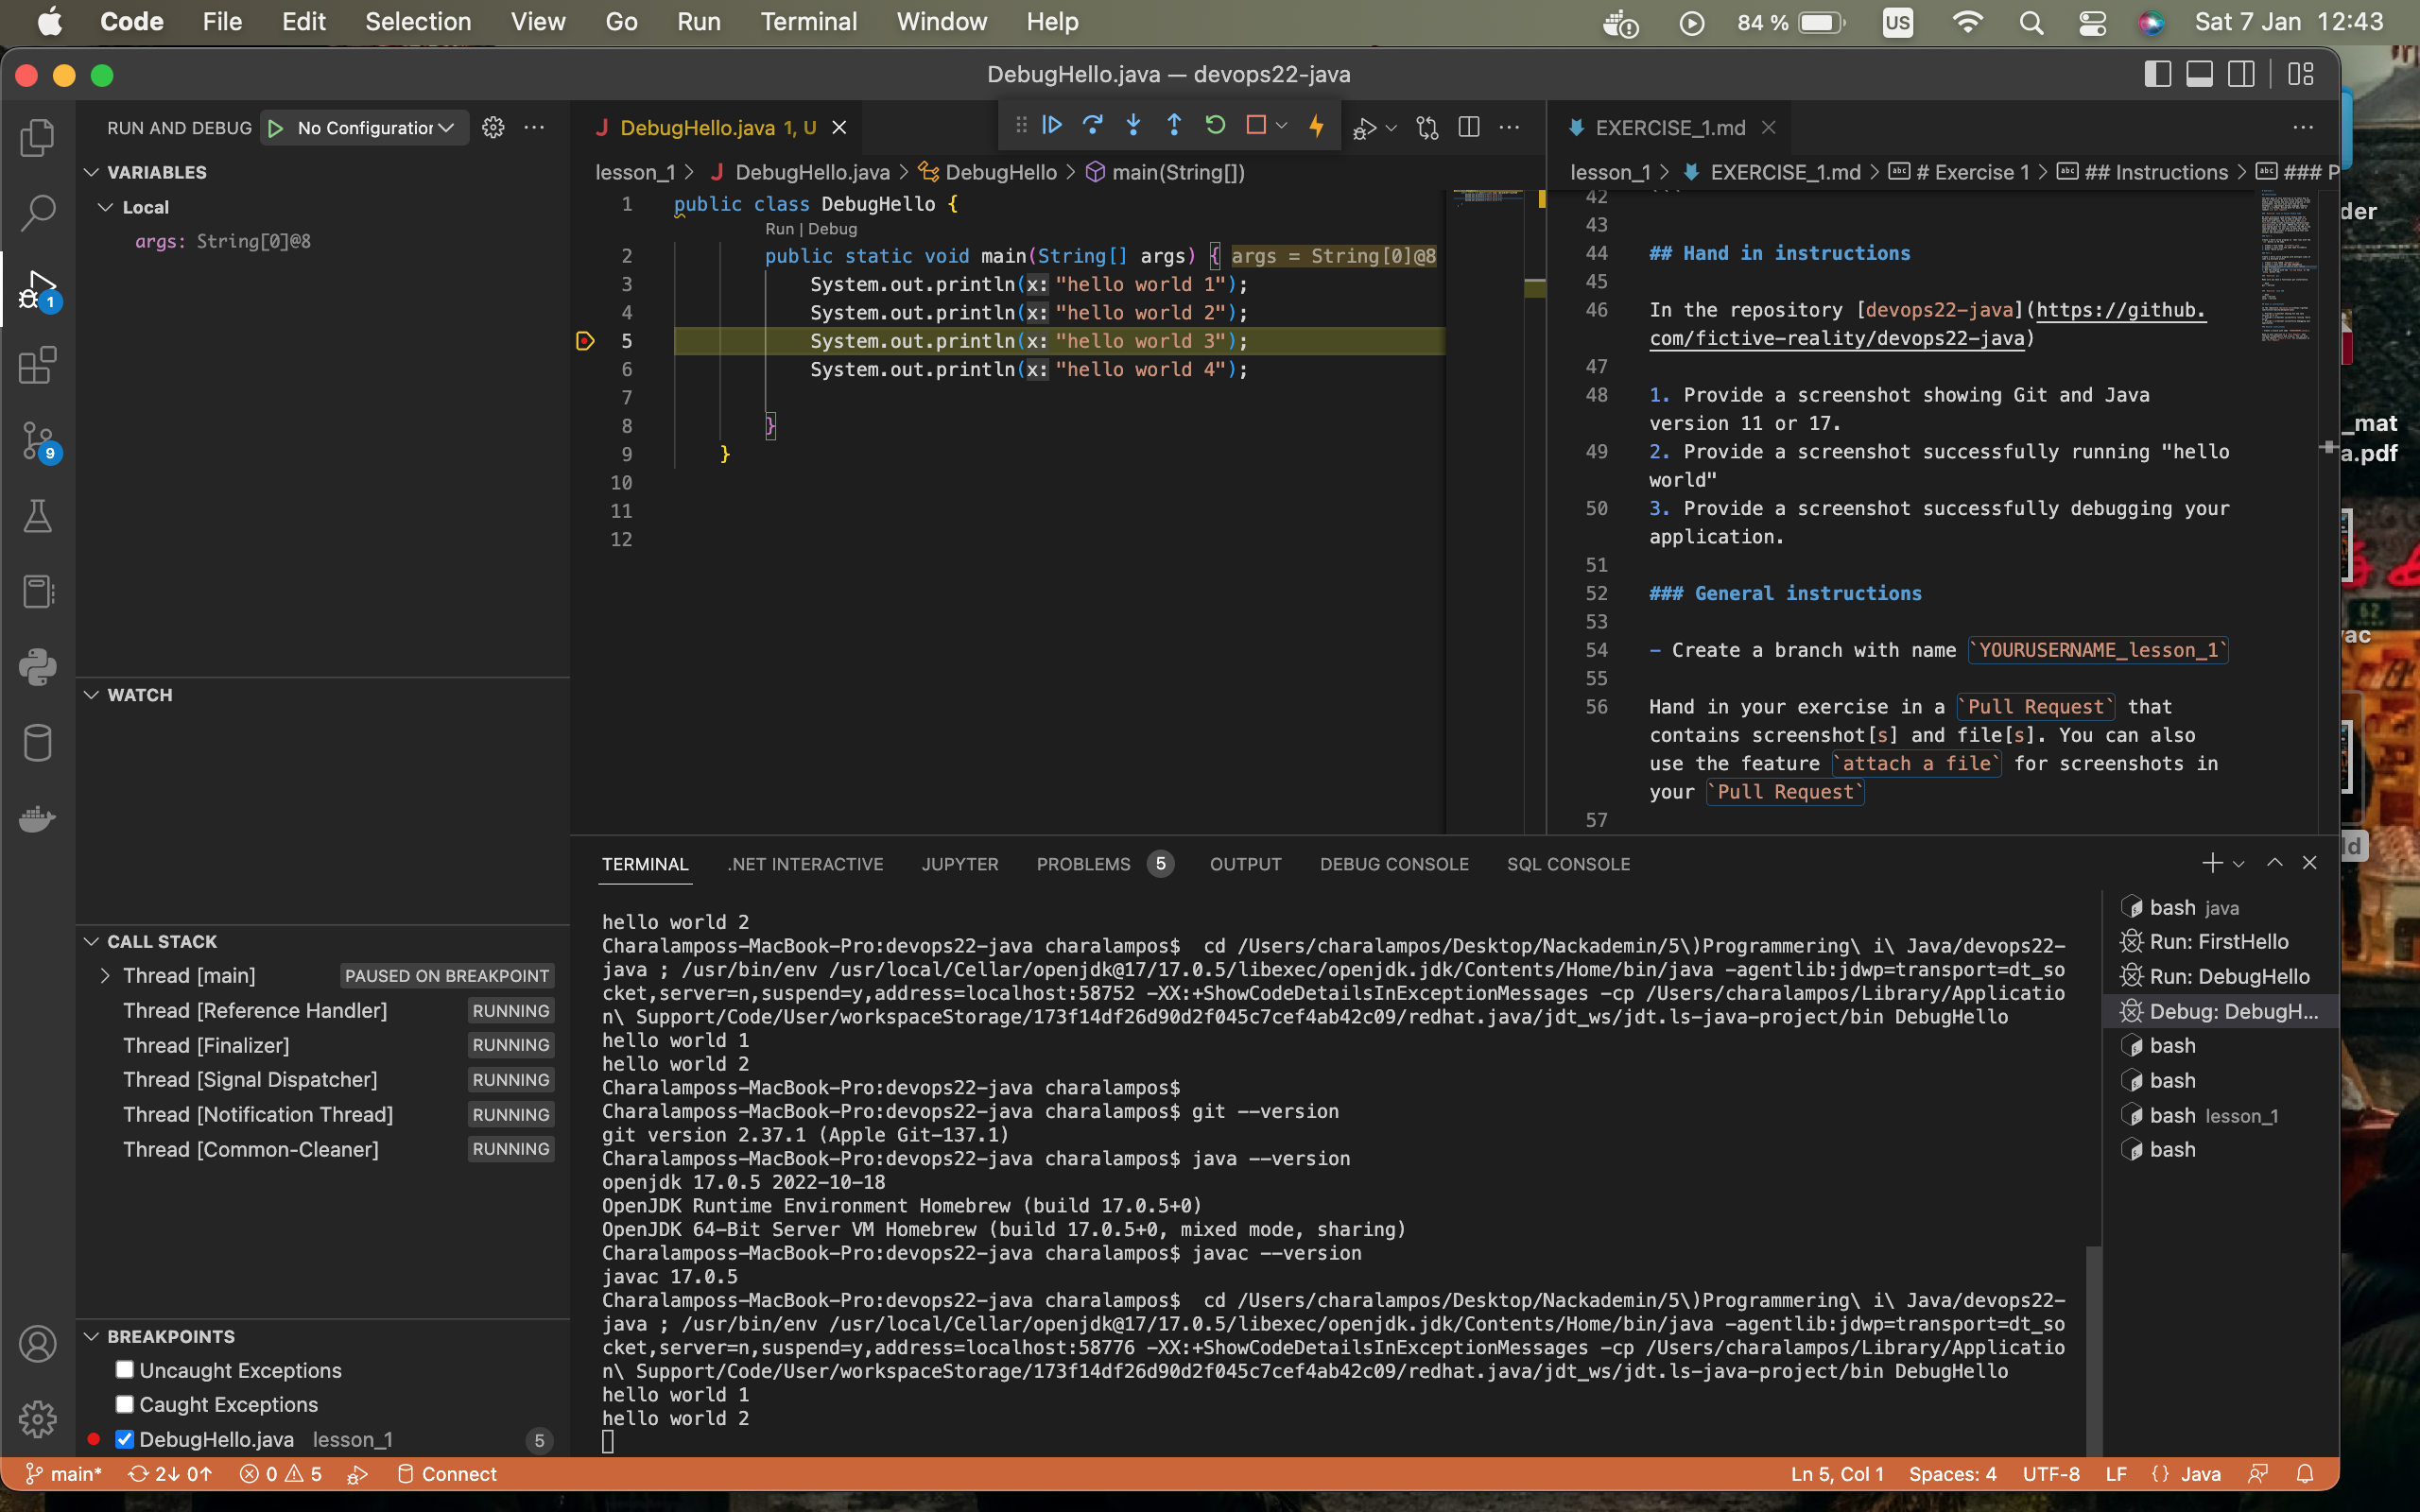 Code File Edit Selection View Go Run Terminal Window Help 84 % US Sat 7 Jan 12:43
DebugHello.java — devops22-java
RUN AND DEBUG No Configuration
VARIABLES
Local
args: String[0]@8
WATCH
CALL STACK
Thread [main] PAUSED ON BREAKPOINT
Thread [Reference Handler] RUNNING
Thread [Finalizer] RUNNING
Thread [Signal Dispatcher] RUNNING
Thread [Notification Thread] RUNNING
Thread [Common-Cleaner] RUNNING
BREAKPOINTS
Uncaught Exceptions
Caught Exceptions
DebugHello.java lesson_1 5
1
9
DebugHello.java 1, U
lesson_1 > DebugHello.java > DebugHello > main(String[])
1 public class DebugHello {
Run | Debug
2 public static void main(String[] args) { args = String[0]@8
3 System.out.println(x: "hello world 1");
4 System.out.println(x: "hello world 2");
5 System.out.println(x: "hello world 3");
6 System.out.println(x: "hello world 4");
7
8 }
9 }
10
11
12
EXERCISE_1.md
lesson_1 > EXERCISE_1.md > # Exercise 1 > ## Instructions > ### P
42 ```
43
44 ## Hand in instructions
45
46 In the repository [devops22-java](https://github.
com/fictive-reality/devops22-java)
47
48 1. Provide a screenshot showing Git and Java
version 11 or 17.
49 2. Provide a screenshot successfully running "hello
world"
50 3. Provide a screenshot successfully debugging your
application.
51
52 ### General instructions
53
54 - Create a branch with name `YOURUSERNAME_lesson_1`
55
56 Hand in your exercise in a `Pull Request` that
contains screenshot[s] and file[s]. You can also
use the feature `attach a file` for screenshots in
your `Pull Request`
57
TERMINAL .NET INTERACTIVE JUPYTER PROBLEMS 5 OUTPUT DEBUG CONSOLE SQL CONSOLE
hello world 2
Charalamposs-MacBook-Pro:devops22-java charalampos$  cd /Users/charalampos/Desktop/Nackademin/5\)Programmering\ i\ Java/devops22-
java ; /usr/bin/env /usr/local/Cellar/openjdk@17/17.0.5/libexec/openjdk.jdk/Contents/Home/bin/java -agentlib:jdwp=transport=dt_so
cket,server=n,suspend=y,address=localhost:58752 -XX:+ShowCodeDetailsInExceptionMessages -cp /Users/charalampos/Library/Applicatio
n\ Support/Code/User/workspaceStorage/173f14df26d90d2f045c7cef4ab42c09/redhat.java/jdt_ws/jdt.ls-java-project/bin DebugHello
hello world 1
hello world 2
Charalamposs-MacBook-Pro:devops22-java charalampos$
Charalamposs-MacBook-Pro:devops22-java charalampos$ git --version
git version 2.37.1 (Apple Git-137.1)
Charalamposs-MacBook-Pro:devops22-java charalampos$ java --version
openjdk 17.0.5 2022-10-18
OpenJDK Runtime Environment Homebrew (build 17.0.5+0)
OpenJDK 64-Bit Server VM Homebrew (build 17.0.5+0, mixed mode, sharing)
Charalamposs-MacBook-Pro:devops22-java charalampos$ javac --version
javac 17.0.5
Charalamposs-MacBook-Pro:devops22-java charalampos$  cd /Users/charalampos/Desktop/Nackademin/5\)Programmering\ i\ Java/devops22-
java ; /usr/bin/env /usr/local/Cellar/openjdk@17/17.0.5/libexec/openjdk.jdk/Contents/Home/bin/java -agentlib:jdwp=transport=dt_so
cket,server=n,suspend=y,address=localhost:58776 -XX:+ShowCodeDetailsInExceptionMessages -cp /Users/charalampos/Library/Applicatio
n\ Support/Code/User/workspaceStorage/173f14df26d90d2f045c7cef4ab42c09/redhat.java/jdt_ws/jdt.ls-java-project/bin DebugHello
hello world 1
hello world 2
bash java
Run: FirstHello
Run: DebugHello
Debug: DebugH...
bash
bash
bash lesson_1
bash
der
_mat
a.pdf
ac
ld
main* 2↓ 0↑ 0 5 Connect Ln 5, Col 1 Spaces: 4 UTF-8 LF {} Java